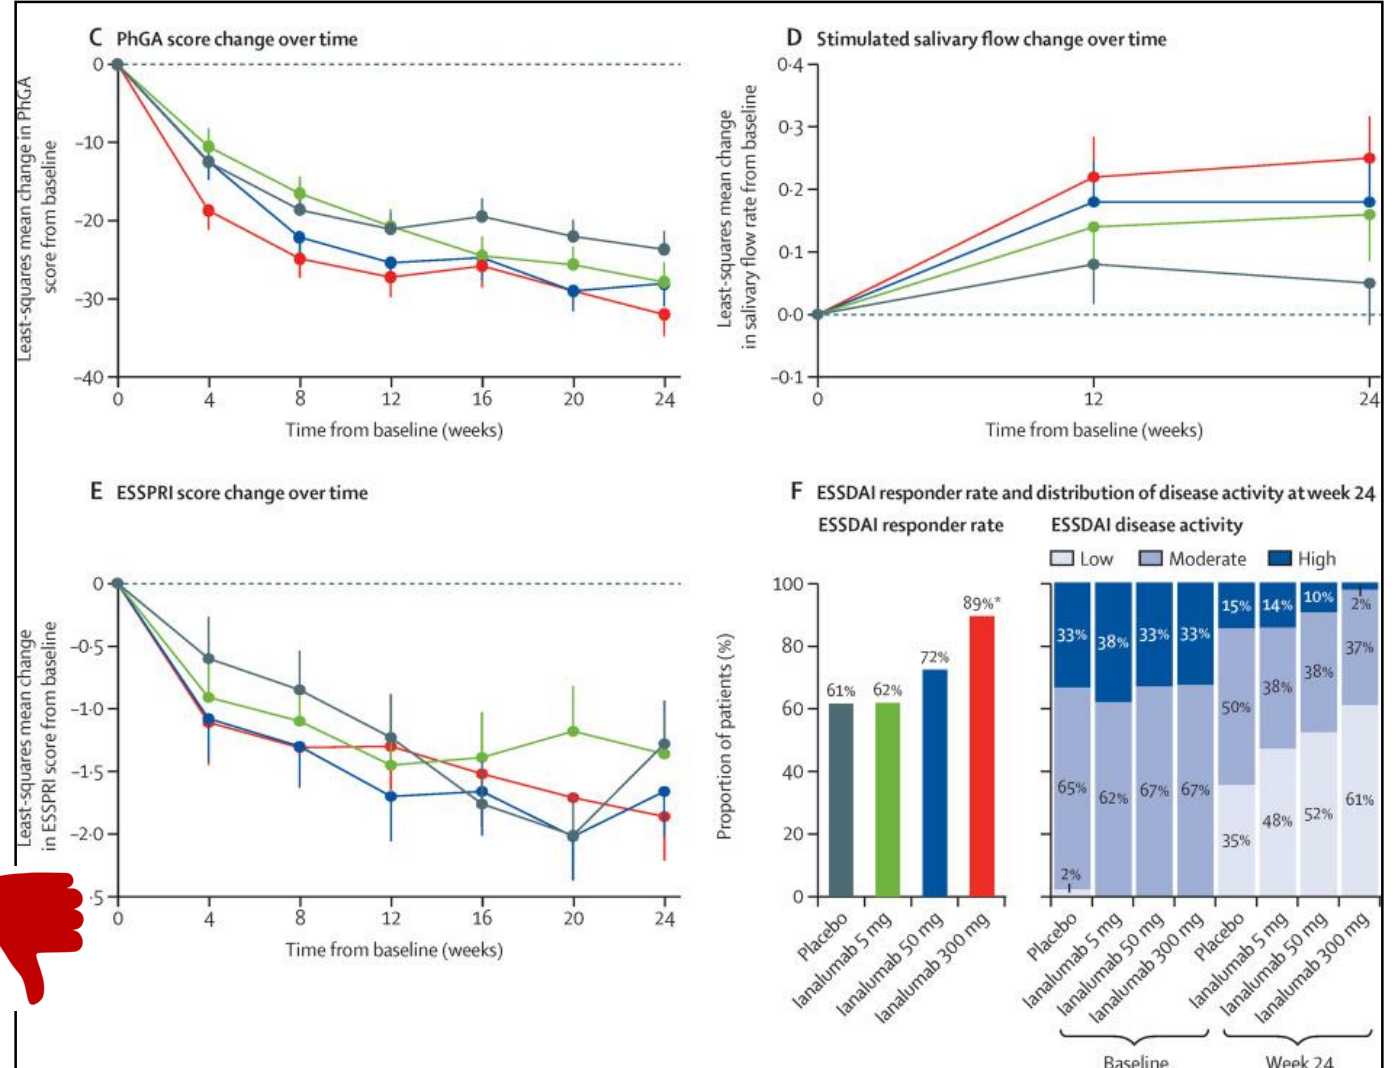 C PhGA score change over time
0
−10
−20
−30
−40
Least-squares mean change in PhGA
score from baseline
0 4 8 12 16 20 24
Time from baseline (weeks)
D Stimulated salivary flow change over time
0·4
0·3
0·2
0·1
0·0
−0·1
Least-squares mean change
in salivary flow rate from baseline
0 12 24
Time from baseline (weeks)
E ESSPRI score change over time
0
−0·5
−1·0
−1·5
−2·0
·5
Least-squares mean change
in ESSPRI score from baseline
0 4 8 12 16 20 24
Time from baseline (weeks)
F ESSDAI responder rate and distribution of disease activity at week 24
ESSDAI responder rate
100
80
60
40
20
0
Proportion of patients (%)
61% 62% 72% 89%*
Placebo
Ianalumab 5 mg
Ianalumab 50 mg
Ianalumab 300 mg
ESSDAI disease activity
Low Moderate High
33% 38% 33% 33% 15% 14% 10% 2%
65% 62% 67% 67% 50% 38% 38% 37%
2% 35% 48% 52% 61%
Placebo
Ianalumab 5 mg
Ianalumab 50 mg
Ianalumab 300 mg
Placebo
Ianalumab 5 mg
Ianalumab 50 mg
Ianalumab 300 mg
Baseline Week 24